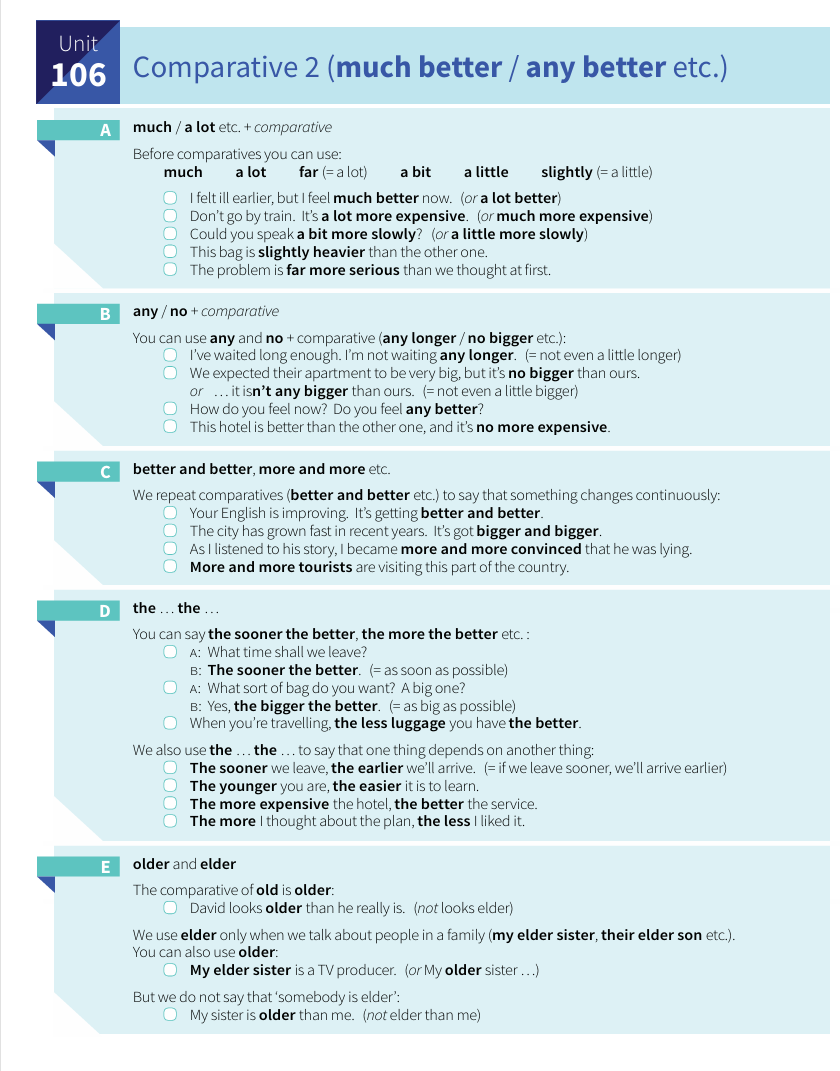 Unit
106
Comparative 2 (much better / any better etc.)
A
much / a lot etc. + comparative
Before comparatives you can use:
much a lot far (= a lot) a bit a little slightly (= a little)
I felt ill earlier, but I feel much better now. (or a lot better)
Don't go by train. It's a lot more expensive. (or much more expensive)
Could you speak a bit more slowly? (or a little more slowly)
This bag is slightly heavier than the other one.
The problem is far more serious than we thought at first.
B
any / no + comparative
You can use any and no + comparative (any longer / no bigger etc.):
I've waited long enough. I'm not waiting any longer. (= not even a little longer)
We expected their apartment to be very big, but it's no bigger than ours.
or … it isn't any bigger than ours. (= not even a little bigger)
How do you feel now? Do you feel any better?
This hotel is better than the other one, and it's no more expensive.
C
better and better, more and more etc.
We repeat comparatives (better and better etc.) to say that something changes continuously:
Your English is improving. It's getting better and better.
The city has grown fast in recent years. It's got bigger and bigger.
As I listened to his story, I became more and more convinced that he was lying.
More and more tourists are visiting this part of the country.
D
the … the …
You can say the sooner the better, the more the better etc. :
A: What time shall we leave?
B: The sooner the better. (= as soon as possible)
A: What sort of bag do you want? A big one?
B: Yes, the bigger the better. (= as big as possible)
When you're travelling, the less luggage you have the better.
We also use the … the … to say that one thing depends on another thing:
The sooner we leave, the earlier we'll arrive. (= if we leave sooner, we'll arrive earlier)
The younger you are, the easier it is to learn.
The more expensive the hotel, the better the service.
The more I thought about the plan, the less I liked it.
E
older and elder
The comparative of old is older:
David looks older than he really is. (not looks elder)
We use elder only when we talk about people in a family (my elder sister, their elder son etc.).
You can also use older:
My elder sister is a TV producer. (or My older sister …)
But we do not say that 'somebody is elder':
My sister is older than me. (not elder than me)